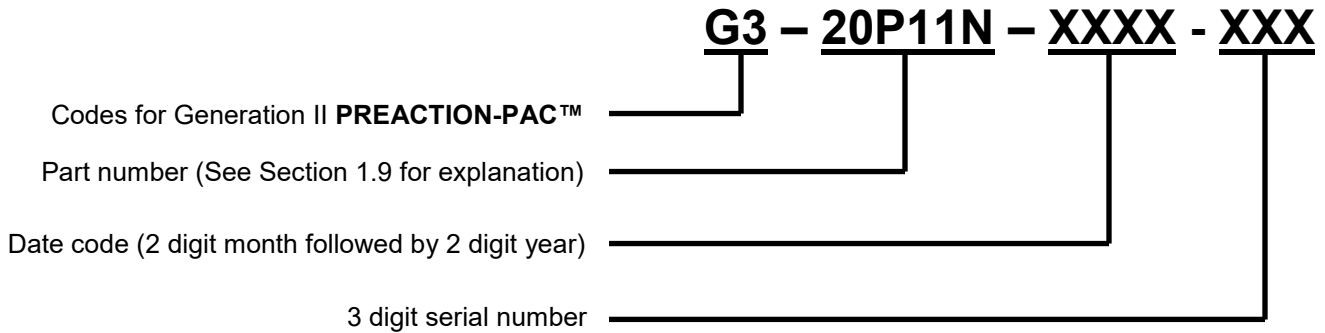 G3 – 20P11N – XXXX - XXX
Codes for Generation II PREACTION-PAC™
Part number (See Section 1.9 for explanation)
Date code (2 digit month followed by 2 digit year)
3 digit serial number